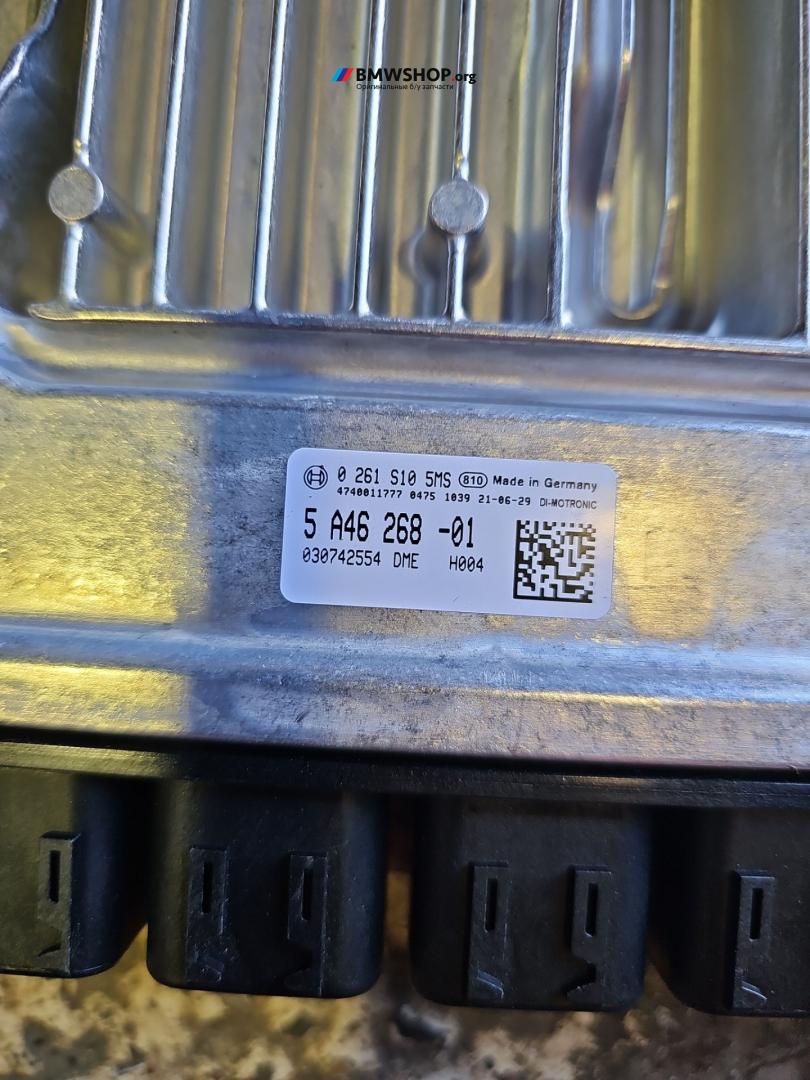 BMWSHOP.org
Оригинальные б/у запчасти
0 261 S10 5MS 810 Made in Germany
4740011777 0475 1039 21-06-29 DI-MOTRONIC
5 A46 268 -01
030742554 DME H004